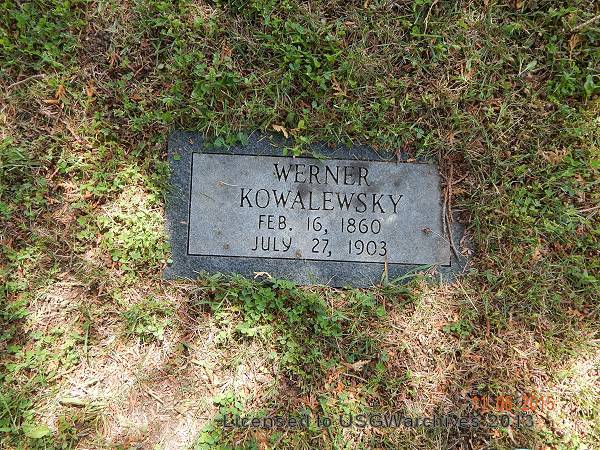 WERNER
KOWALEWSKY
FEB. 16, 1860
JULY 27, 1903
Licensed to USGWarchives 2013